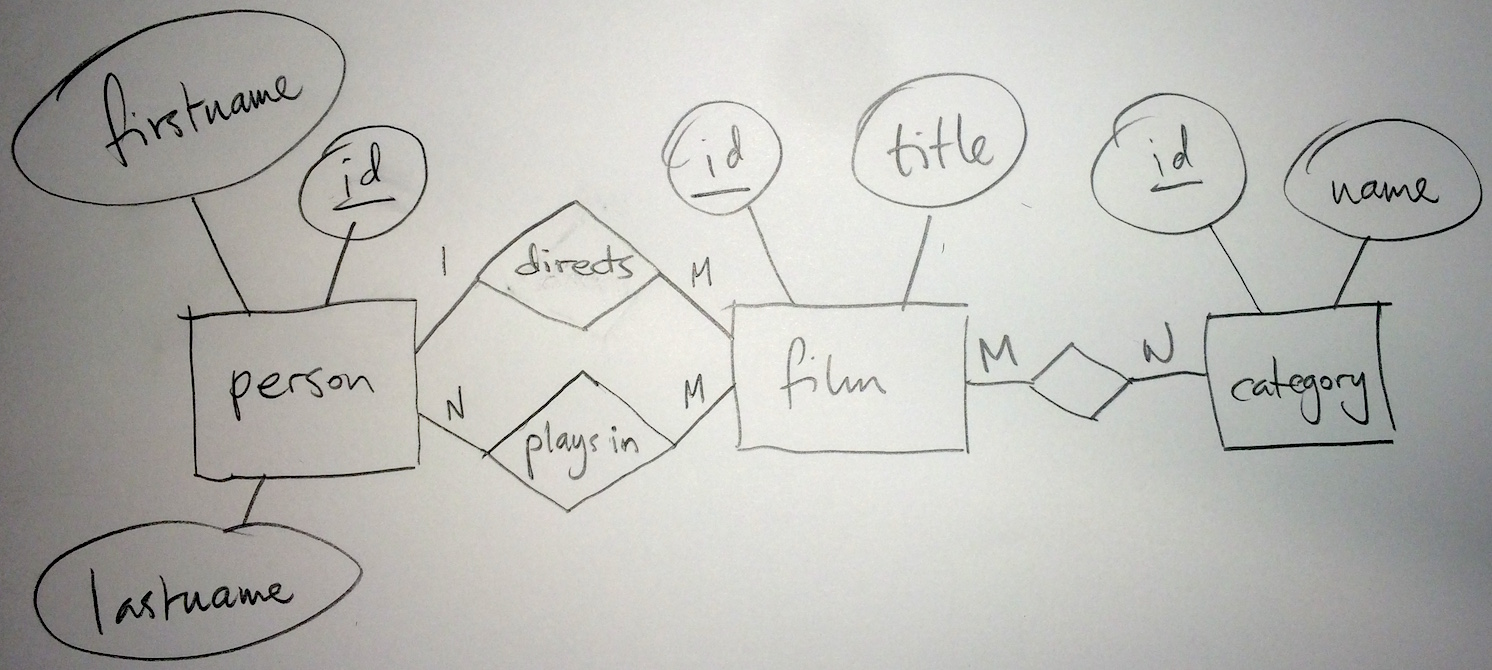 firstname
id
id
title
id
name
1
directs
M
person
film
M
N
category
N
plays in
M
lastname